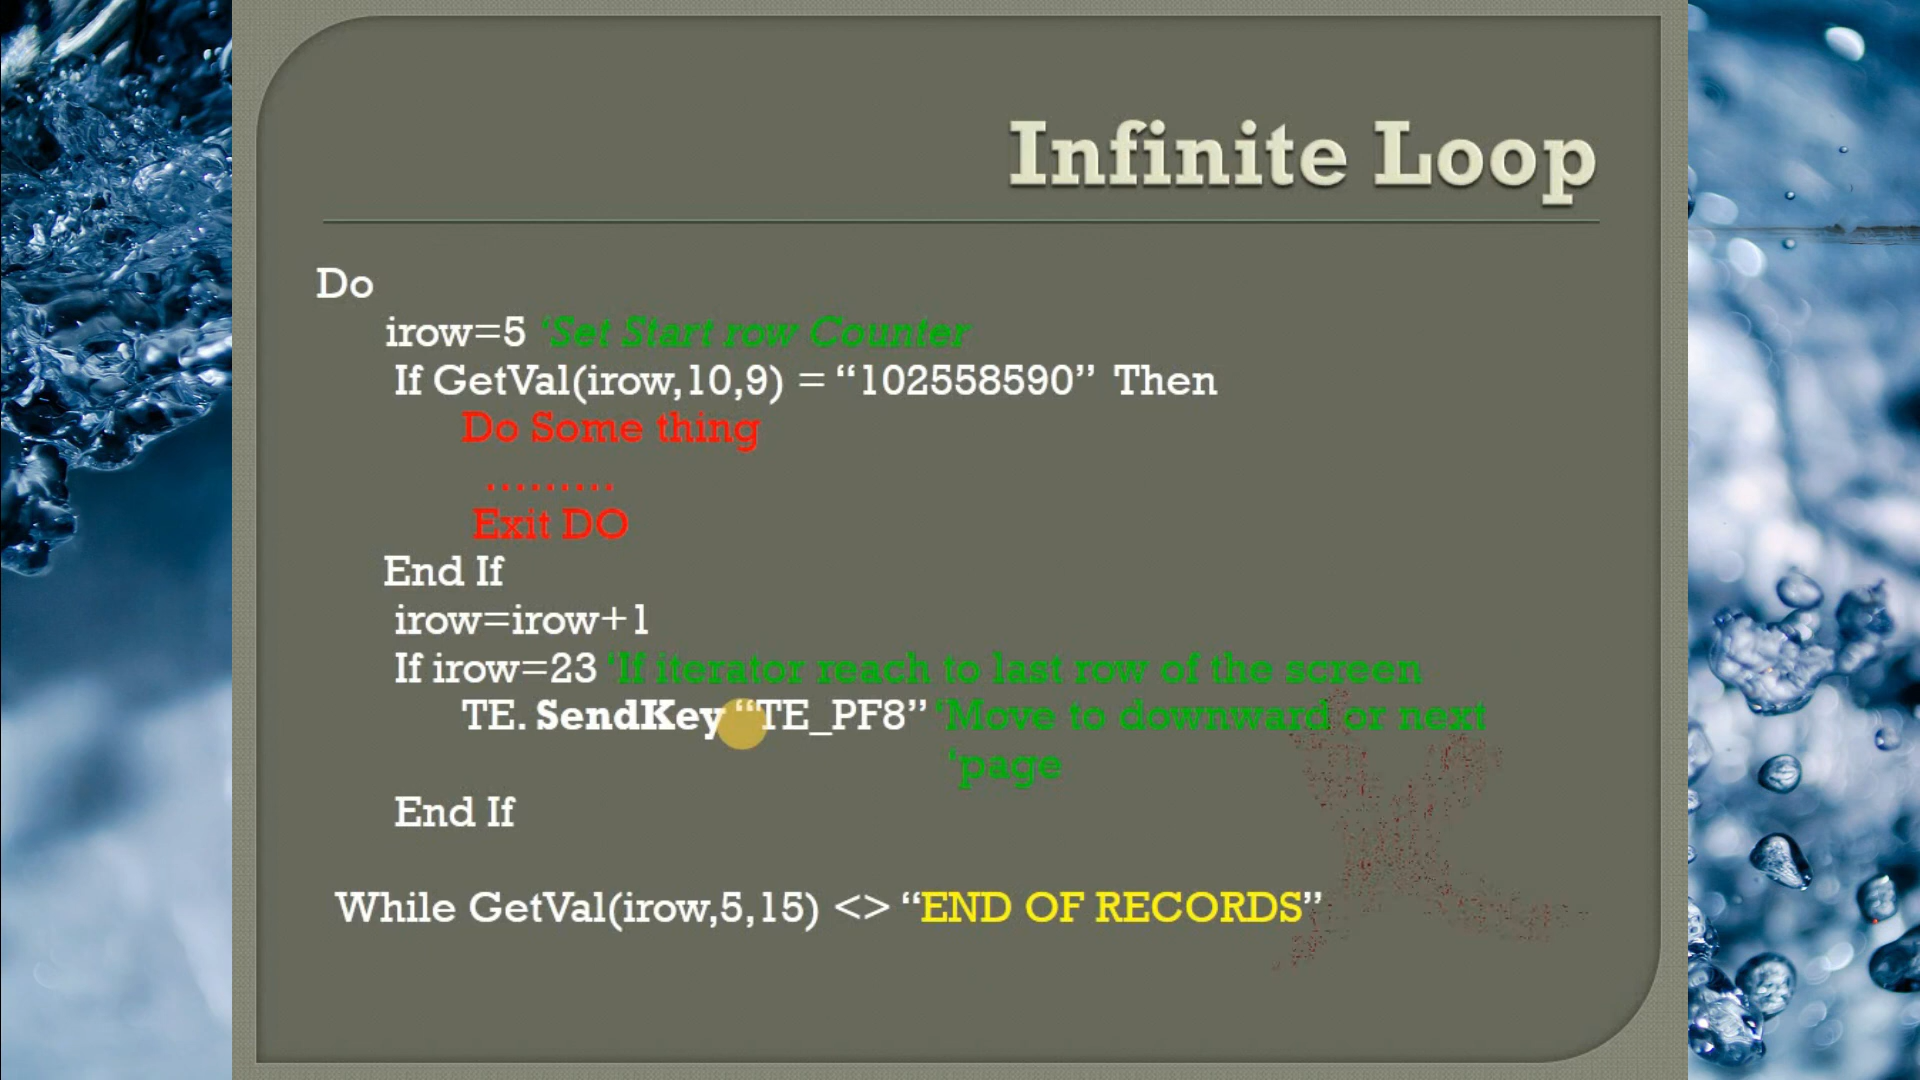 Infinite Loop
Do
irow=5 ‘Set Start row Counter
If GetVal(irow,10,9) = “102558590” Then
Do Some thing
.........
Exit DO
End If
irow=irow+1
If irow=23 ‘If iterator reach to last row of the screen
TE. SendKey “TE_PF8” ‘Move to downward or next
‘page
End If
While GetVal(irow,5,15) <> “END OF RECORDS”